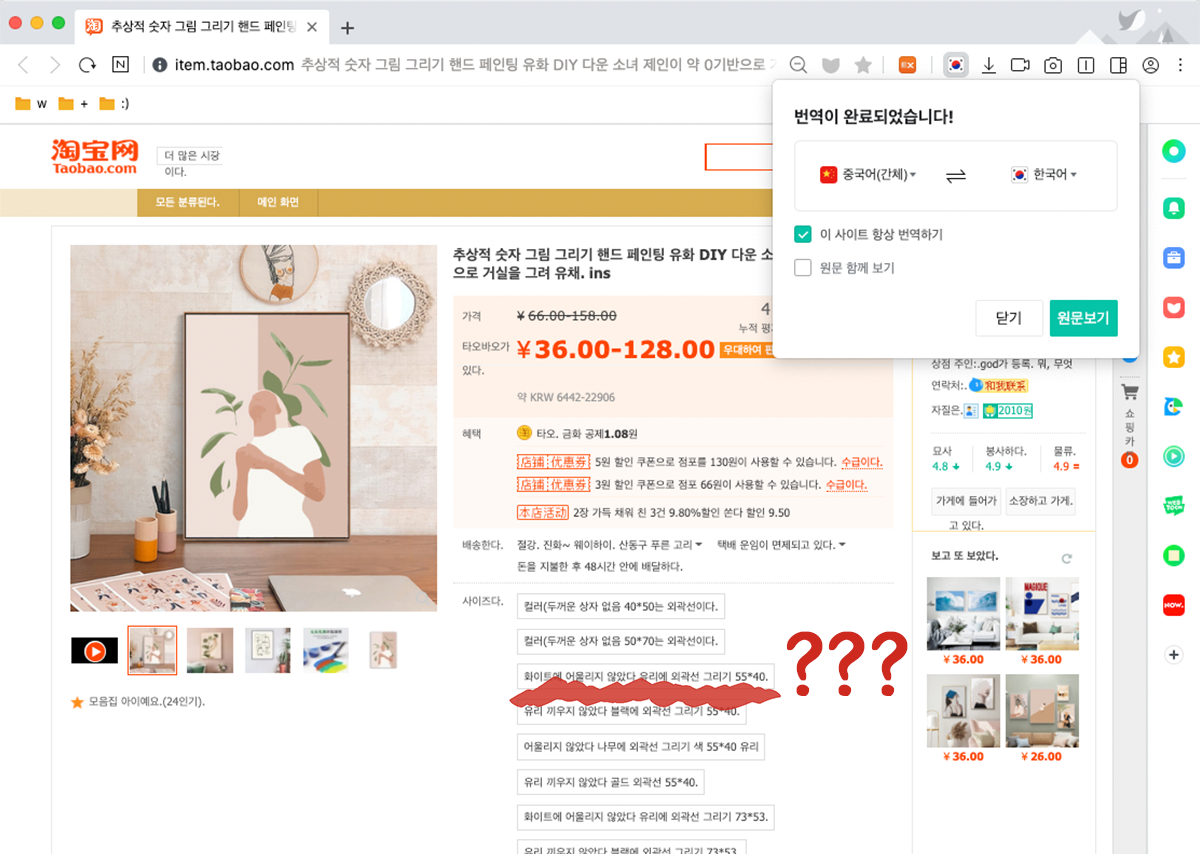 추상적 숫자 그림 그리기 핸드 페인팅
item.taobao.com 추상적 숫자 그림 그리기 핸드 페인팅 유화 DIY 다운 소녀 제인이 약 0기반으로
w + :)
번역이 완료되었습니다!
중국어(간체) 한국어
이 사이트 항상 번역하기
원문 함께 보기
닫기 원문보기
淘宝网
Taobao.com
더 많은 시장
이다.
모든 분류된다. 메인 화면
추상적 숫자 그림 그리기 핸드 페인팅 유화 DIY 다운 소
으로 거실을 그려 유채. ins
가격 ¥ 66.00-158.00
4
누적 평
타오바오가
있다.
¥ 36.00-128.00 우대하여 판
약 KRW 6442-22906
혜택 타오. 금화 공제1.08원
店铺 优惠券 5원 할인 쿠폰으로 점포를 130원이 사용할 수 있습니다. 수급이다.
店铺 优惠券 3원 할인 쿠폰으로 점포 66원이 사용할 수 있습니다. 수급이다.
本店活动 2장 가득 채워 친 3건 9.80%할인 쏜다 할인 9.50
배송한다. 절강. 진화~ 웨이하이. 산동구 푸른 고리 택배 운임이 면제되고 있다.
돈을 지불한 후 48시간 안에 배달하다.
사이즈다.
컬러(두꺼운 상자 없음 40*50는 외곽선이다.
컬러(두꺼운 상자 없음 50*70는 외곽선이다.
화이트에 어울리지 않았다 유리에 외곽선 그리기 55*40.
???
유리 끼우지 않았다 블랙에 외곽선 그리기 55*40.
어울리지 않았다 나무에 외곽선 그리기 색 55*40 유리
유리 끼우지 않았다 골드 외곽선 55*40.
화이트에 어울리지 않았다 유리에 외곽선 그리기 73*53.
유리 끼우지 않았다 블랙에 외곽선 그리기 73*53
모음집 아이예요.(24인기).
상점 주인:.god가 등록. 뭐, 무엇
연락처:. 和我联系
자질은. 2010원
묘사 봉사하다. 물류.
4.8 4.9 4.9 =
가게에 들어가 소장하고 가게.
고 있다.
보고 또 보았다.
MAGIQUE
¥ 36.00 ¥ 36.00
¥ 36.00 ¥ 26.00
쇼
핑
카
0
WEB
TOON
NOW.